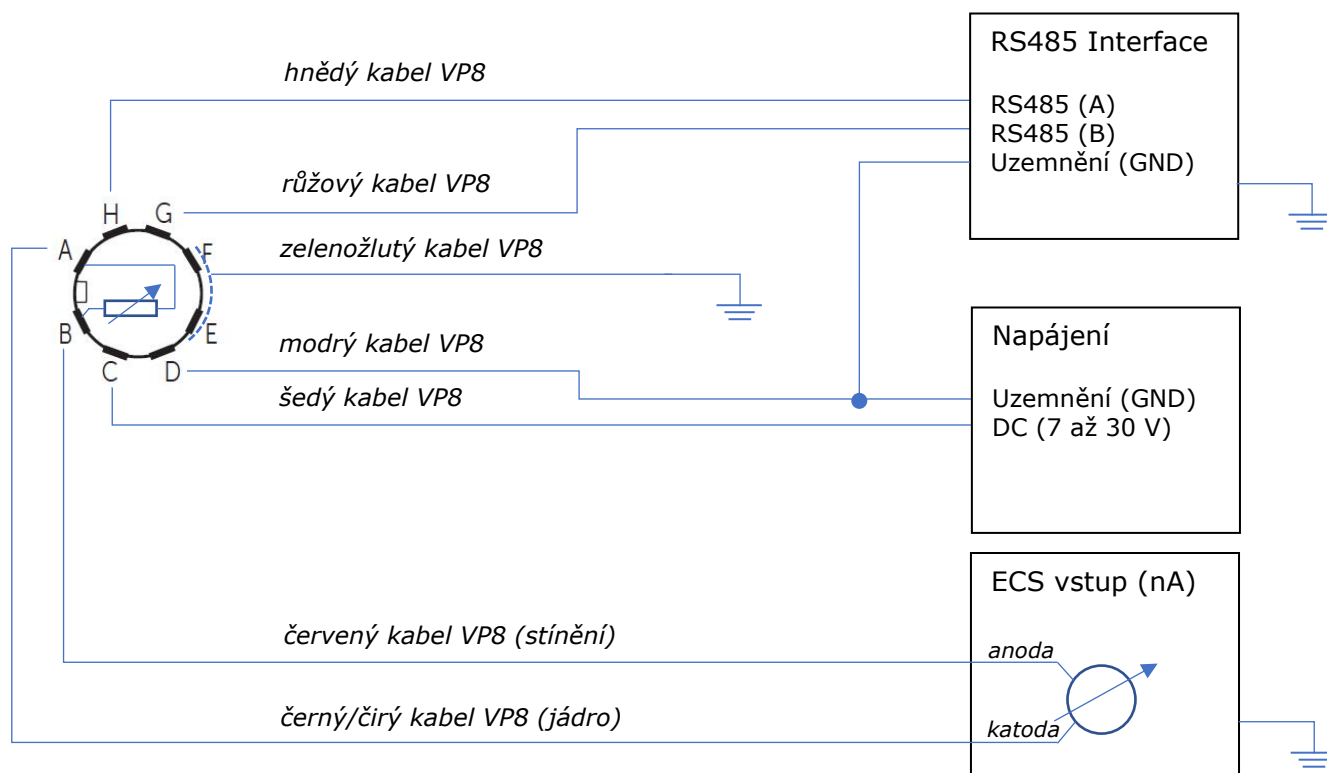 RS485 Interface
hnědý kabel VP8
RS485 (A)
RS485 (B)
Uzemnění (GND)
růžový kabel VP8
H
G
A
F
zelenožlutý kabel VP8
B
E
modrý kabel VP8
Napájení
C
D
šedý kabel VP8
Uzemnění (GND)
DC (7 až 30 V)
ECS vstup (nA)
červený kabel VP8 (stínění)
anoda
černý/čirý kabel VP8 (jádro)
katoda